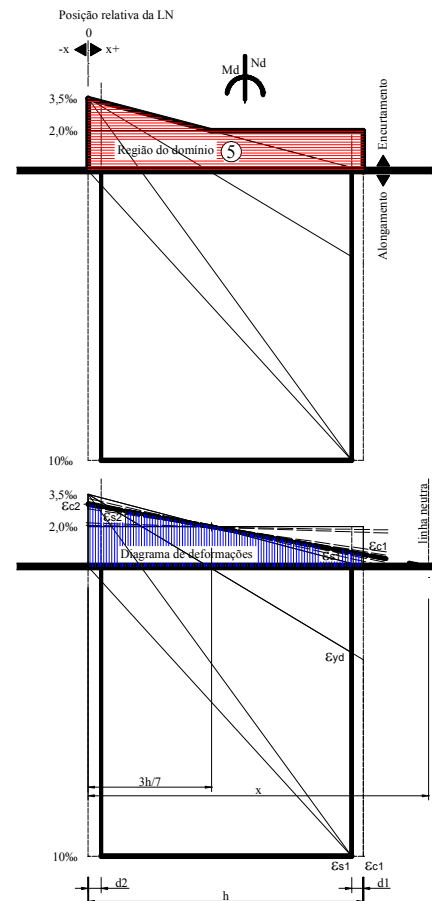 Posição relativa da LN
0
-x x+
Md Nd
3,5‰
2,0‰
Região do domínio 5
Encurtamento
Alongamento
10‰
3,5‰
εc2
εs2
2,0‰
Diagrama de deformações
εs1
εc1
linha neutra
εyd
3h/7
x
10‰
εs1 εc1
d2 d1
h